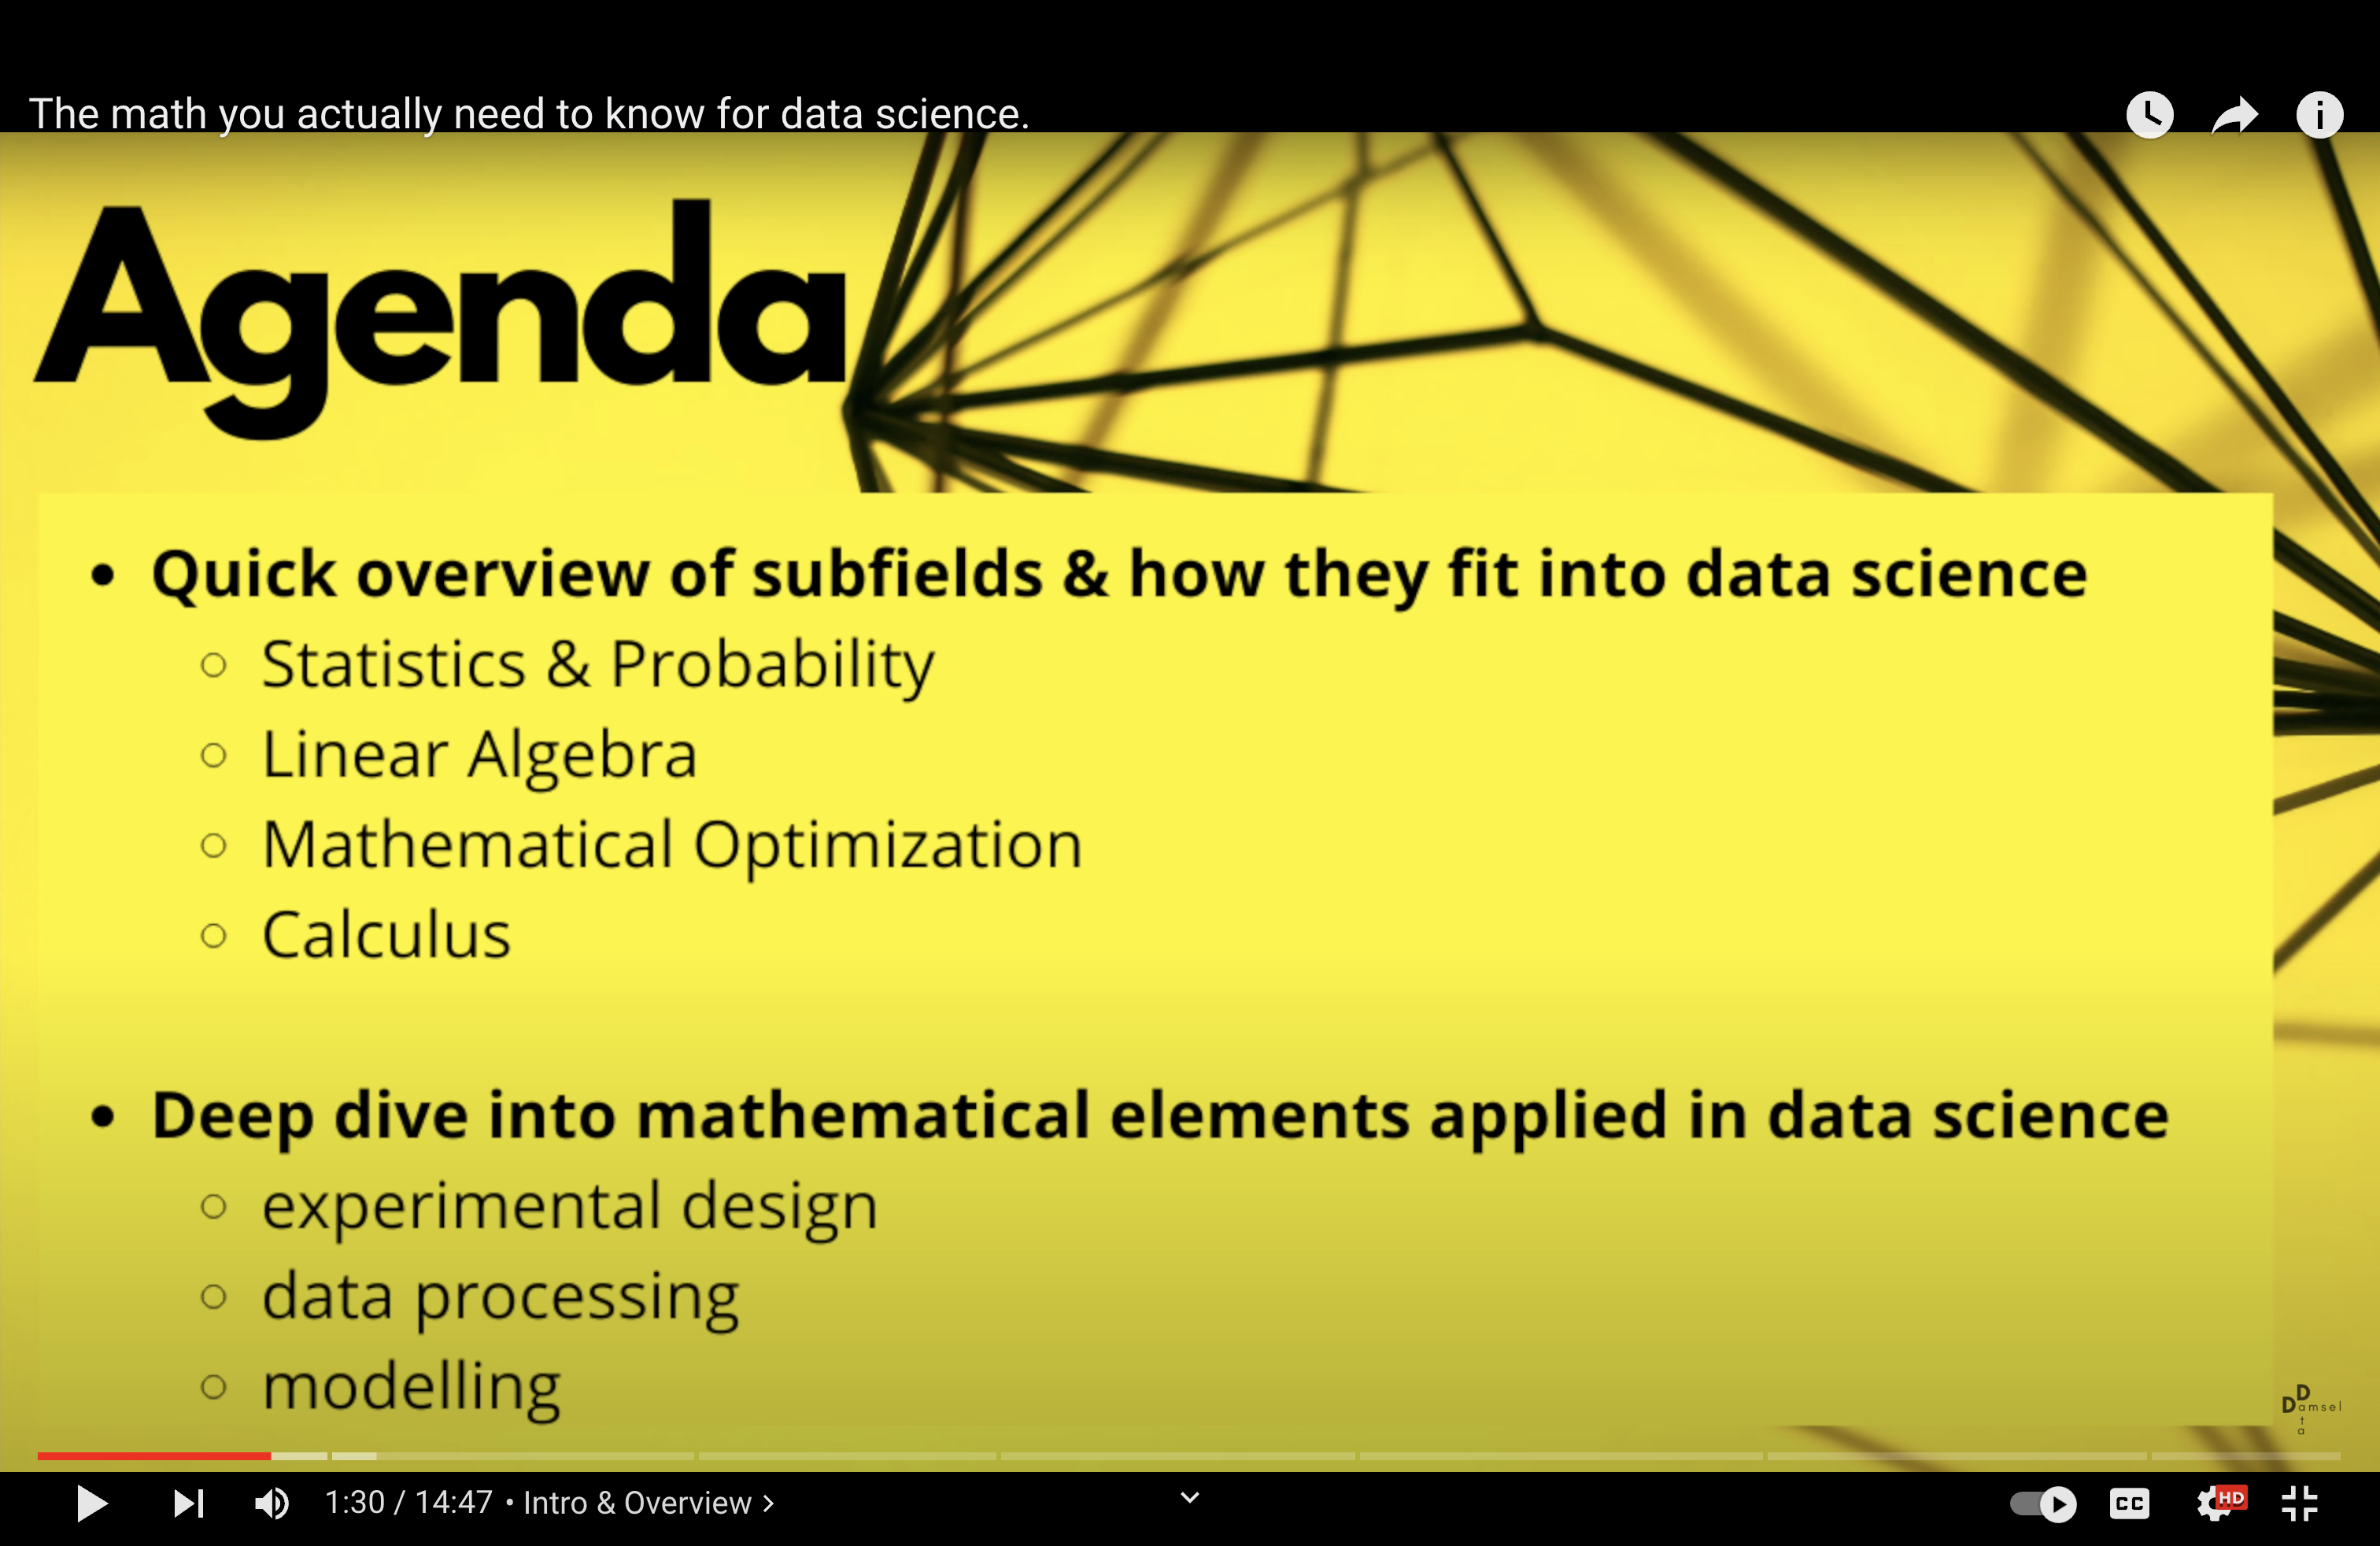 The math you actually need to know for data science.
Agenda
• Quick overview of subfields & how they fit into data science
○ Statistics & Probability
○ Linear Algebra
○ Mathematical Optimization
○ Calculus
• Deep dive into mathematical elements applied in data science
○ experimental design
○ data processing
○ modelling
D
Damsel
t
a
1:30 / 14:47 • Intro & Overview >
CC
HD